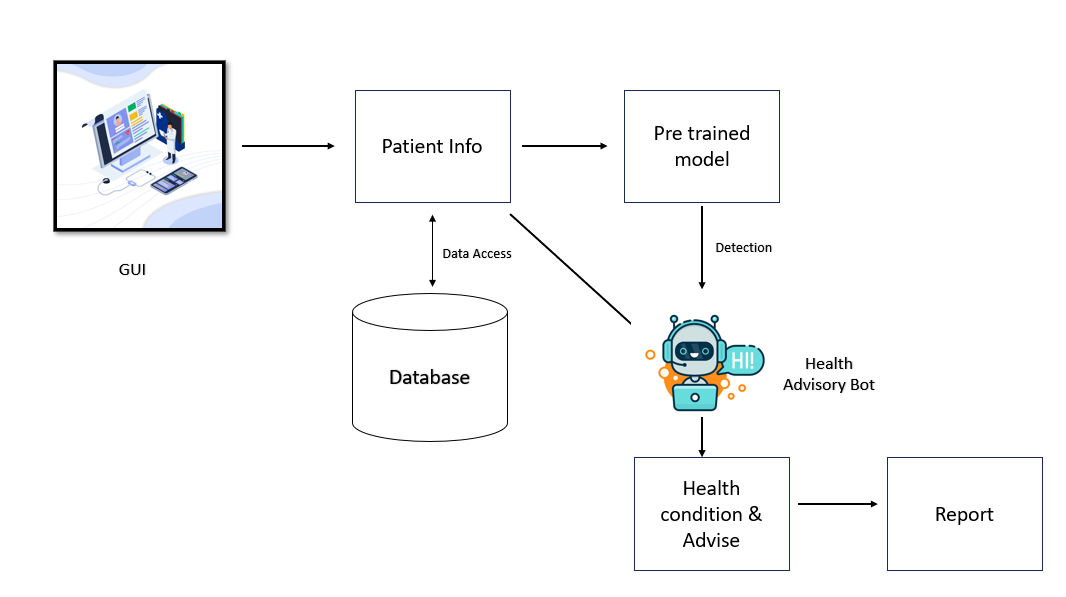 GUI
Patient Info
Pre trained
model
Data Access
Detection
Database
HI!
Health
Advisory Bot
Health
condition &
Advise
Report